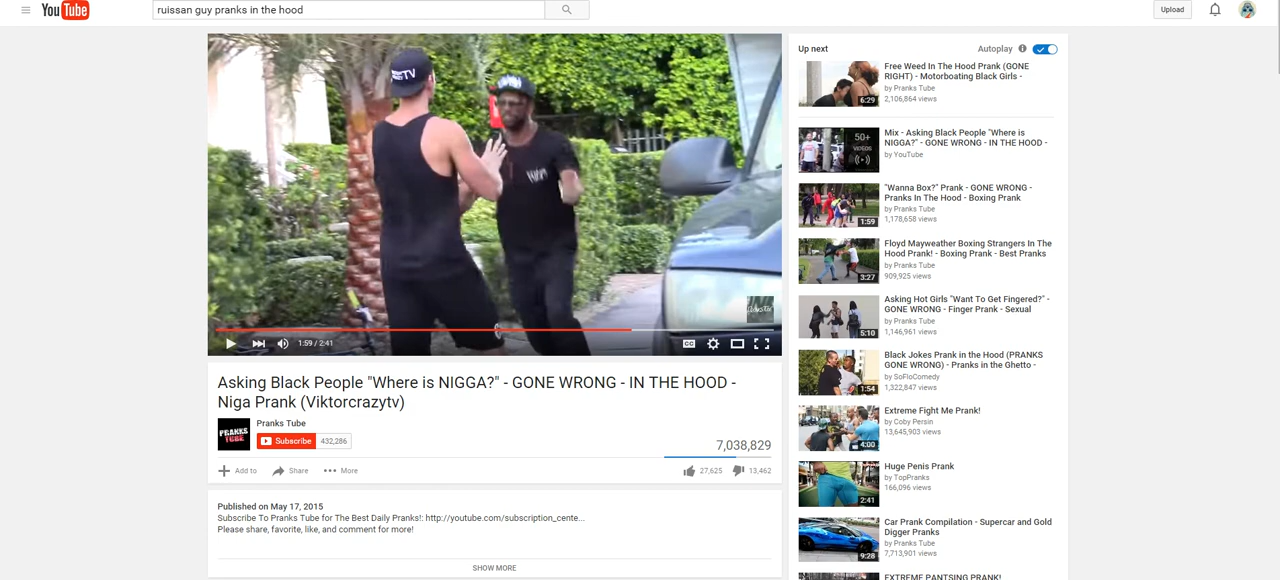 YouTube
ruissan guy pranks in the hood
Upload
TV
1:59 / 2:41
CC
Asking Black People "Where is NIGGA?" - GONE WRONG - IN THE HOOD -
Niga Prank (Viktorcrazytv)
PRANKS
TUBE
Pranks Tube
Subscribe 432,286
7,038,829
Add to Share More
27,625 13,462
Published on May 17, 2015
Subscribe To Pranks Tube for The Best Daily Pranks!: http://youtube.com/subscription_cente...
Please share, favorite, like, and comment for more!
SHOW MORE
Up next
Autoplay
6:29
Free Weed In The Hood Prank (GONE
RIGHT) - Motorboating Black Girls -
by Pranks Tube
2,106,864 views
50+
VIDEOS
Mix - Asking Black People "Where is
NIGGA?" - GONE WRONG - IN THE HOOD -
by YouTube
1:59
"Wanna Box?" Prank - GONE WRONG -
Pranks In The Hood - Boxing Prank
by Pranks Tube
1,178,658 views
3:27
Floyd Mayweather Boxing Strangers In The
Hood Prank! - Boxing Prank - Best Pranks
by Pranks Tube
909,925 views
5:10
Asking Hot Girls "Want To Get Fingered?" -
GONE WRONG - Finger Prank - Sexual
by Pranks Tube
1,146,961 views
1:54
Black Jokes Prank in the Hood (PRANKS
GONE WRONG) - Pranks in the Ghetto -
by SoFloComedy
1,322,847 views
4:00
Extreme Fight Me Prank!
by Coby Persin
13,645,903 views
2:41
Huge Penis Prank
by TopPranks
166,096 views
9:28
Car Prank Compilation - Supercar and Gold
Digger Pranks
by Pranks Tube
7,713,901 views
EXTREME PANTSING PRANK!